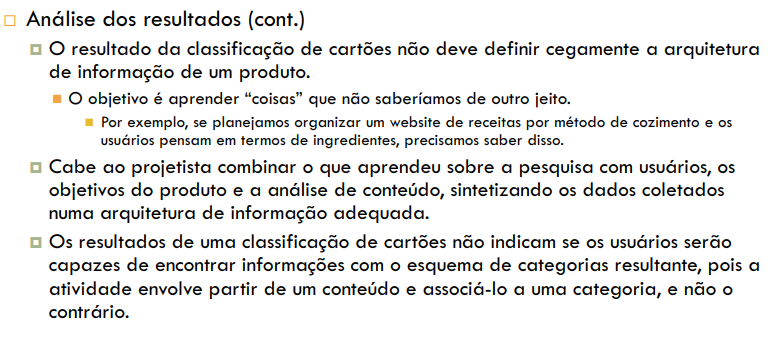 Análise dos resultados (cont.)
O resultado da classificação de cartões não deve definir cegamente a arquitetura
de informação de um produto.
O objetivo é aprender “coisas” que não saberíamos de outro jeito.
Por exemplo, se planejamos organizar um website de receitas por método de cozimento e os
usuários pensam em termos de ingredientes, precisamos saber disso.
Cabe ao projetista combinar o que aprendeu sobre a pesquisa com usuários, os
objetivos do produto e a análise de conteúdo, sintetizando os dados coletados
numa arquitetura de informação adequada.
Os resultados de uma classificação de cartões não indicam se os usuários serão
capazes de encontrar informações com o esquema de categorias resultante, pois a
atividade envolve partir de um conteúdo e associá-lo a uma categoria, e não o
contrário.